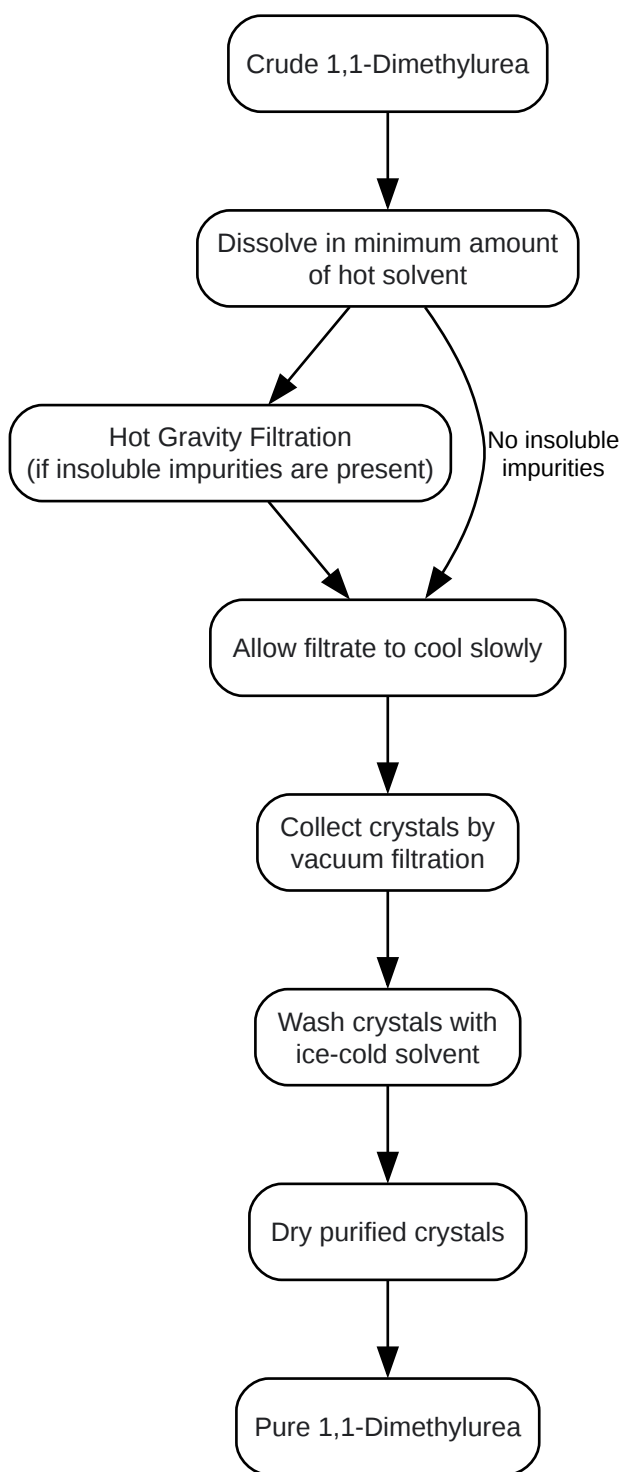 Crude 1,1-Dimethylurea
Dissolve in minimum amount
of hot solvent
Hot Gravity Filtration
(if insoluble impurities are present)
No insoluble
impurities
Allow filtrate to cool slowly
Collect crystals by
vacuum filtration
Wash crystals with
ice-cold solvent
Dry purified crystals
Pure 1,1-Dimethylurea